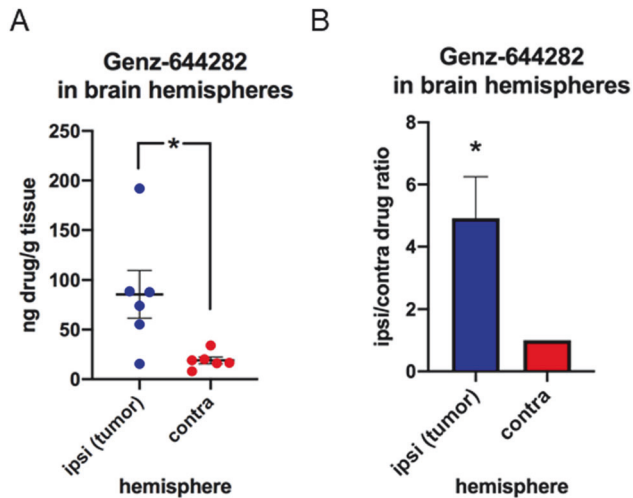 A
Genz-644282
in brain hemispheres
250
200
150
100
50
0
ng drug/g tissue
*
ipsi (tumor)
contra
hemisphere
B
Genz-644282
in brain hemispheres
8
6
4
2
0
ipsi/contra drug ratio
*
ipsi (tumor)
contra
hemisphere